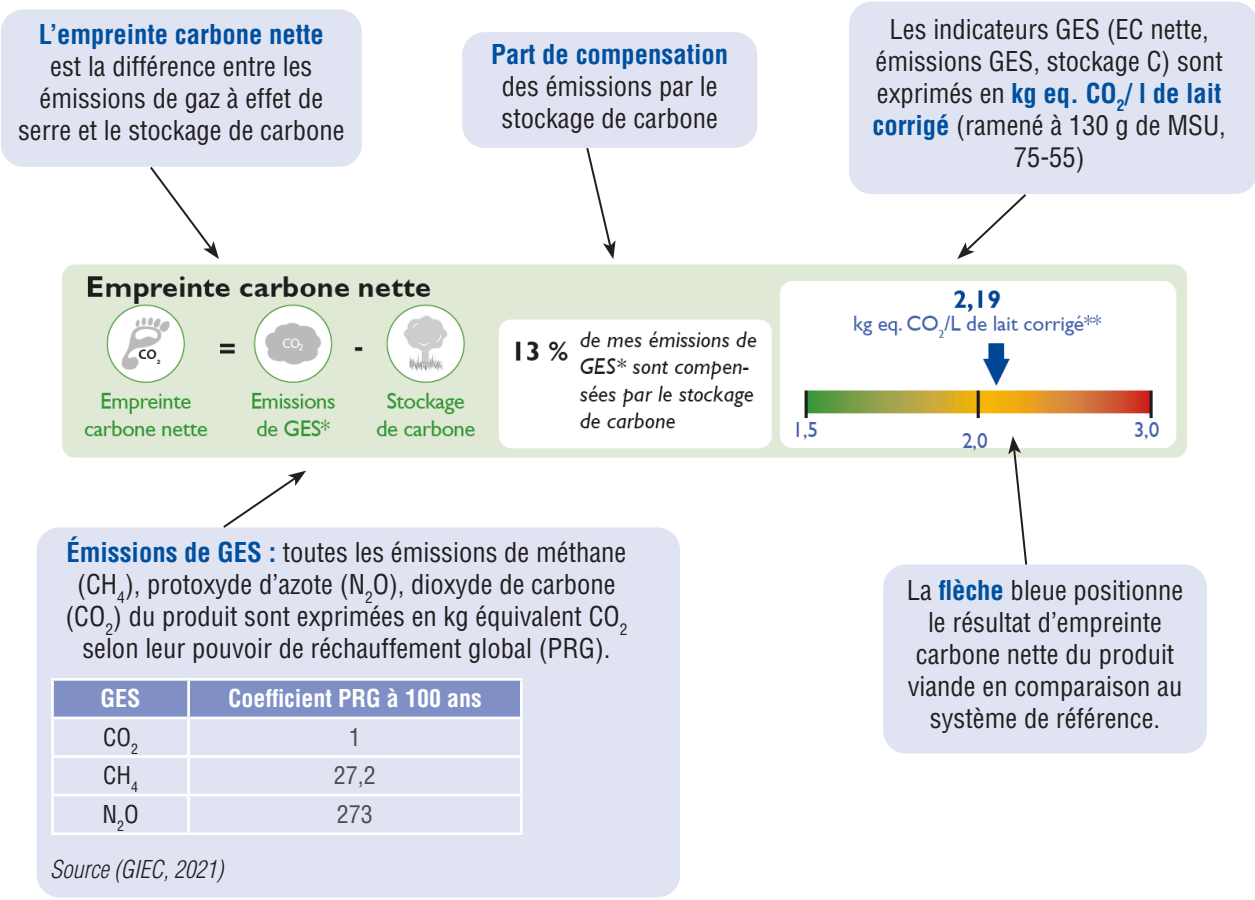 L'empreinte carbone nette
est la différence entre les
émissions de gaz à effet de
serre et le stockage de carbone
Part de compensation
des émissions par le
stockage de carbone
Les indicateurs GES (EC nette,
émissions GES, stockage C) sont
exprimés en kg eq. CO₂/ l de lait
corrigé (ramené à 130 g de MSU,
75-55)
Empreinte carbone nette
CO₂
=
CO₂
-
Empreinte
carbone nette
Emissions
de GES*
Stockage
de carbone
13 %
de mes émissions de
GES* sont compen-
sées par le stockage
de carbone
2,19
kg eq. CO₂/L de lait corrigé**
1,5
2,0
3,0
Émissions de GES : toutes les émissions de méthane
(CH₄), protoxyde d'azote (N₂O), dioxyde de carbone
(CO₂) du produit sont exprimées en kg équivalent CO₂
selon leur pouvoir de réchauffement global (PRG).
GES Coefficient PRG à 100 ans
CO₂ 1
CH₄ 27,2
N₂O 273
Source (GIEC, 2021)
La flèche bleue positionne
le résultat d'empreinte
carbone nette du produit
viande en comparaison au
système de référence.